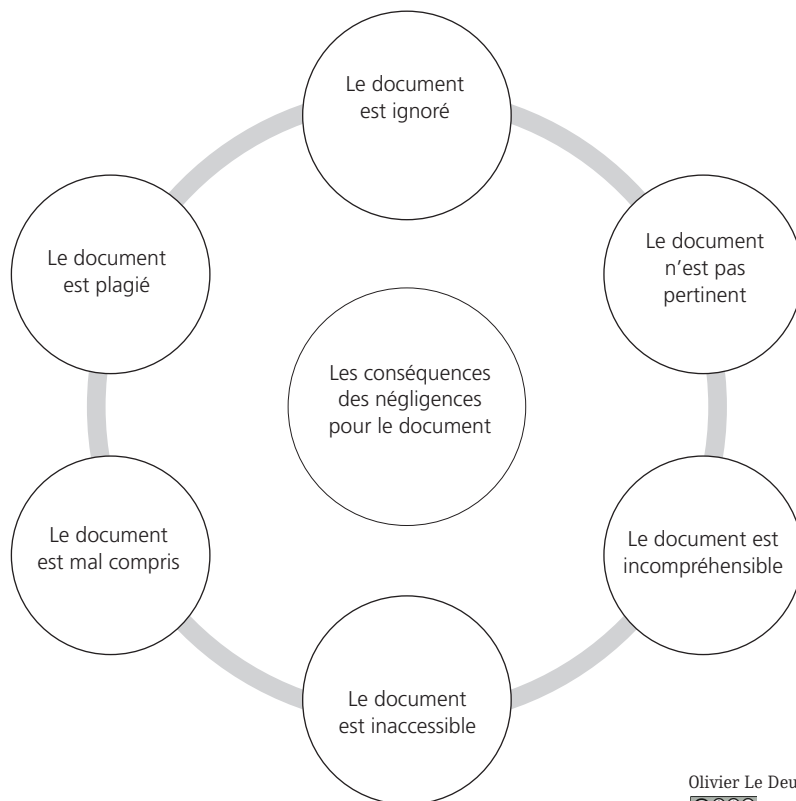 Le document
est ignoré
Le document
n'est pas
pertinent
Le document est
incompréhensible
Le document
est inaccessible
Le document
est mal compris
Le document
est plagié
Les conséquences
des négligences
pour le document
Olivier Le Deu